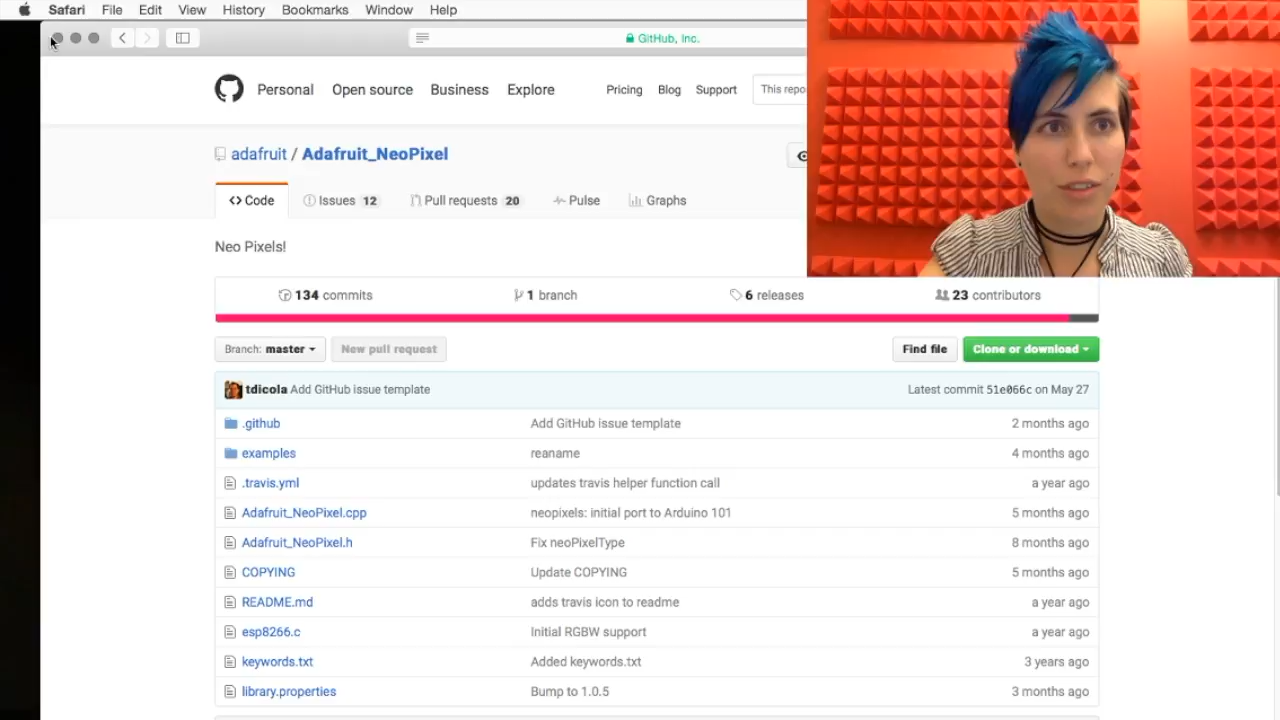 Safari File Edit View History Bookmarks Window Help
GitHub, Inc.
Personal Open source Business Explore Pricing Blog Support This repo
adafruit / Adafruit_NeoPixel
Code Issues 12 Pull requests 20 Pulse Graphs
Neo Pixels!
134 commits 1 branch 6 releases 23 contributors
Branch: master New pull request Find file Clone or download
tdicola Add GitHub issue template Latest commit 51e066c on May 27
.github Add GitHub issue template 2 months ago
examples reaname 4 months ago
.travis.yml updates travis helper function call a year ago
Adafruit_NeoPixel.cpp neopixels: initial port to Arduino 101 5 months ago
Adafruit_NeoPixel.h Fix neoPixelType 8 months ago
COPYING Update COPYING 5 months ago
README.md adds travis icon to readme a year ago
esp8266.c Initial RGBW support a year ago
keywords.txt Added keywords.txt 3 years ago
library.properties Bump to 1.0.5 3 months ago